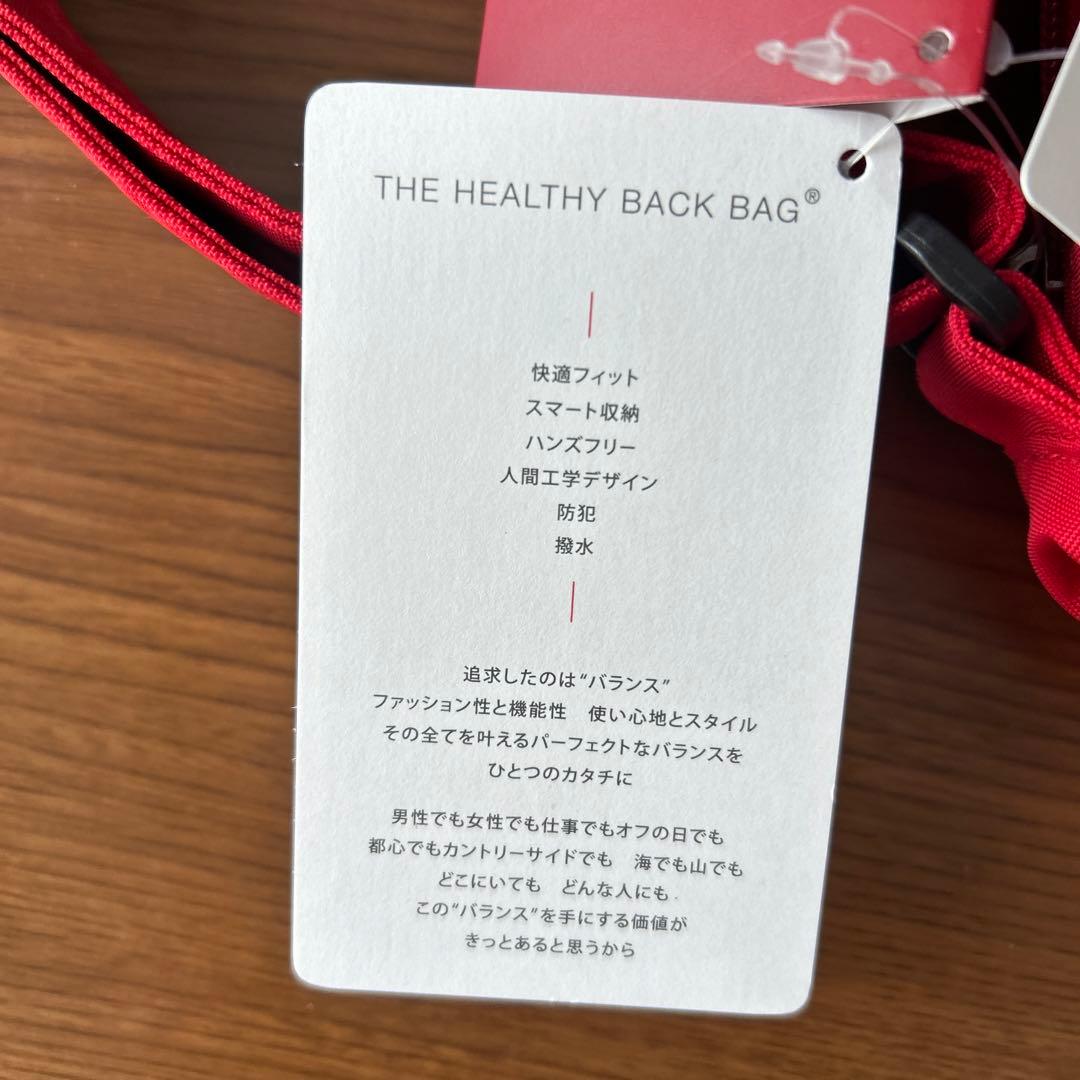 THE HEALTHY BACK BAG®
快適フィット
スマート収納
ハンズフリー
人間工学デザイン
防犯
撥水
追求したのは“バランス”
ファッション性と機能性　使い心地とスタイル
その全てを叶えるパーフェクトなバランスを
ひとつのカタチに
男性でも女性でも仕事でもオフの日でも
都心でもカントリーサイドでも　海でも山でも
どこにいても　どんな人にも
この“バランス”を手にする価値が
きっとあると思うから